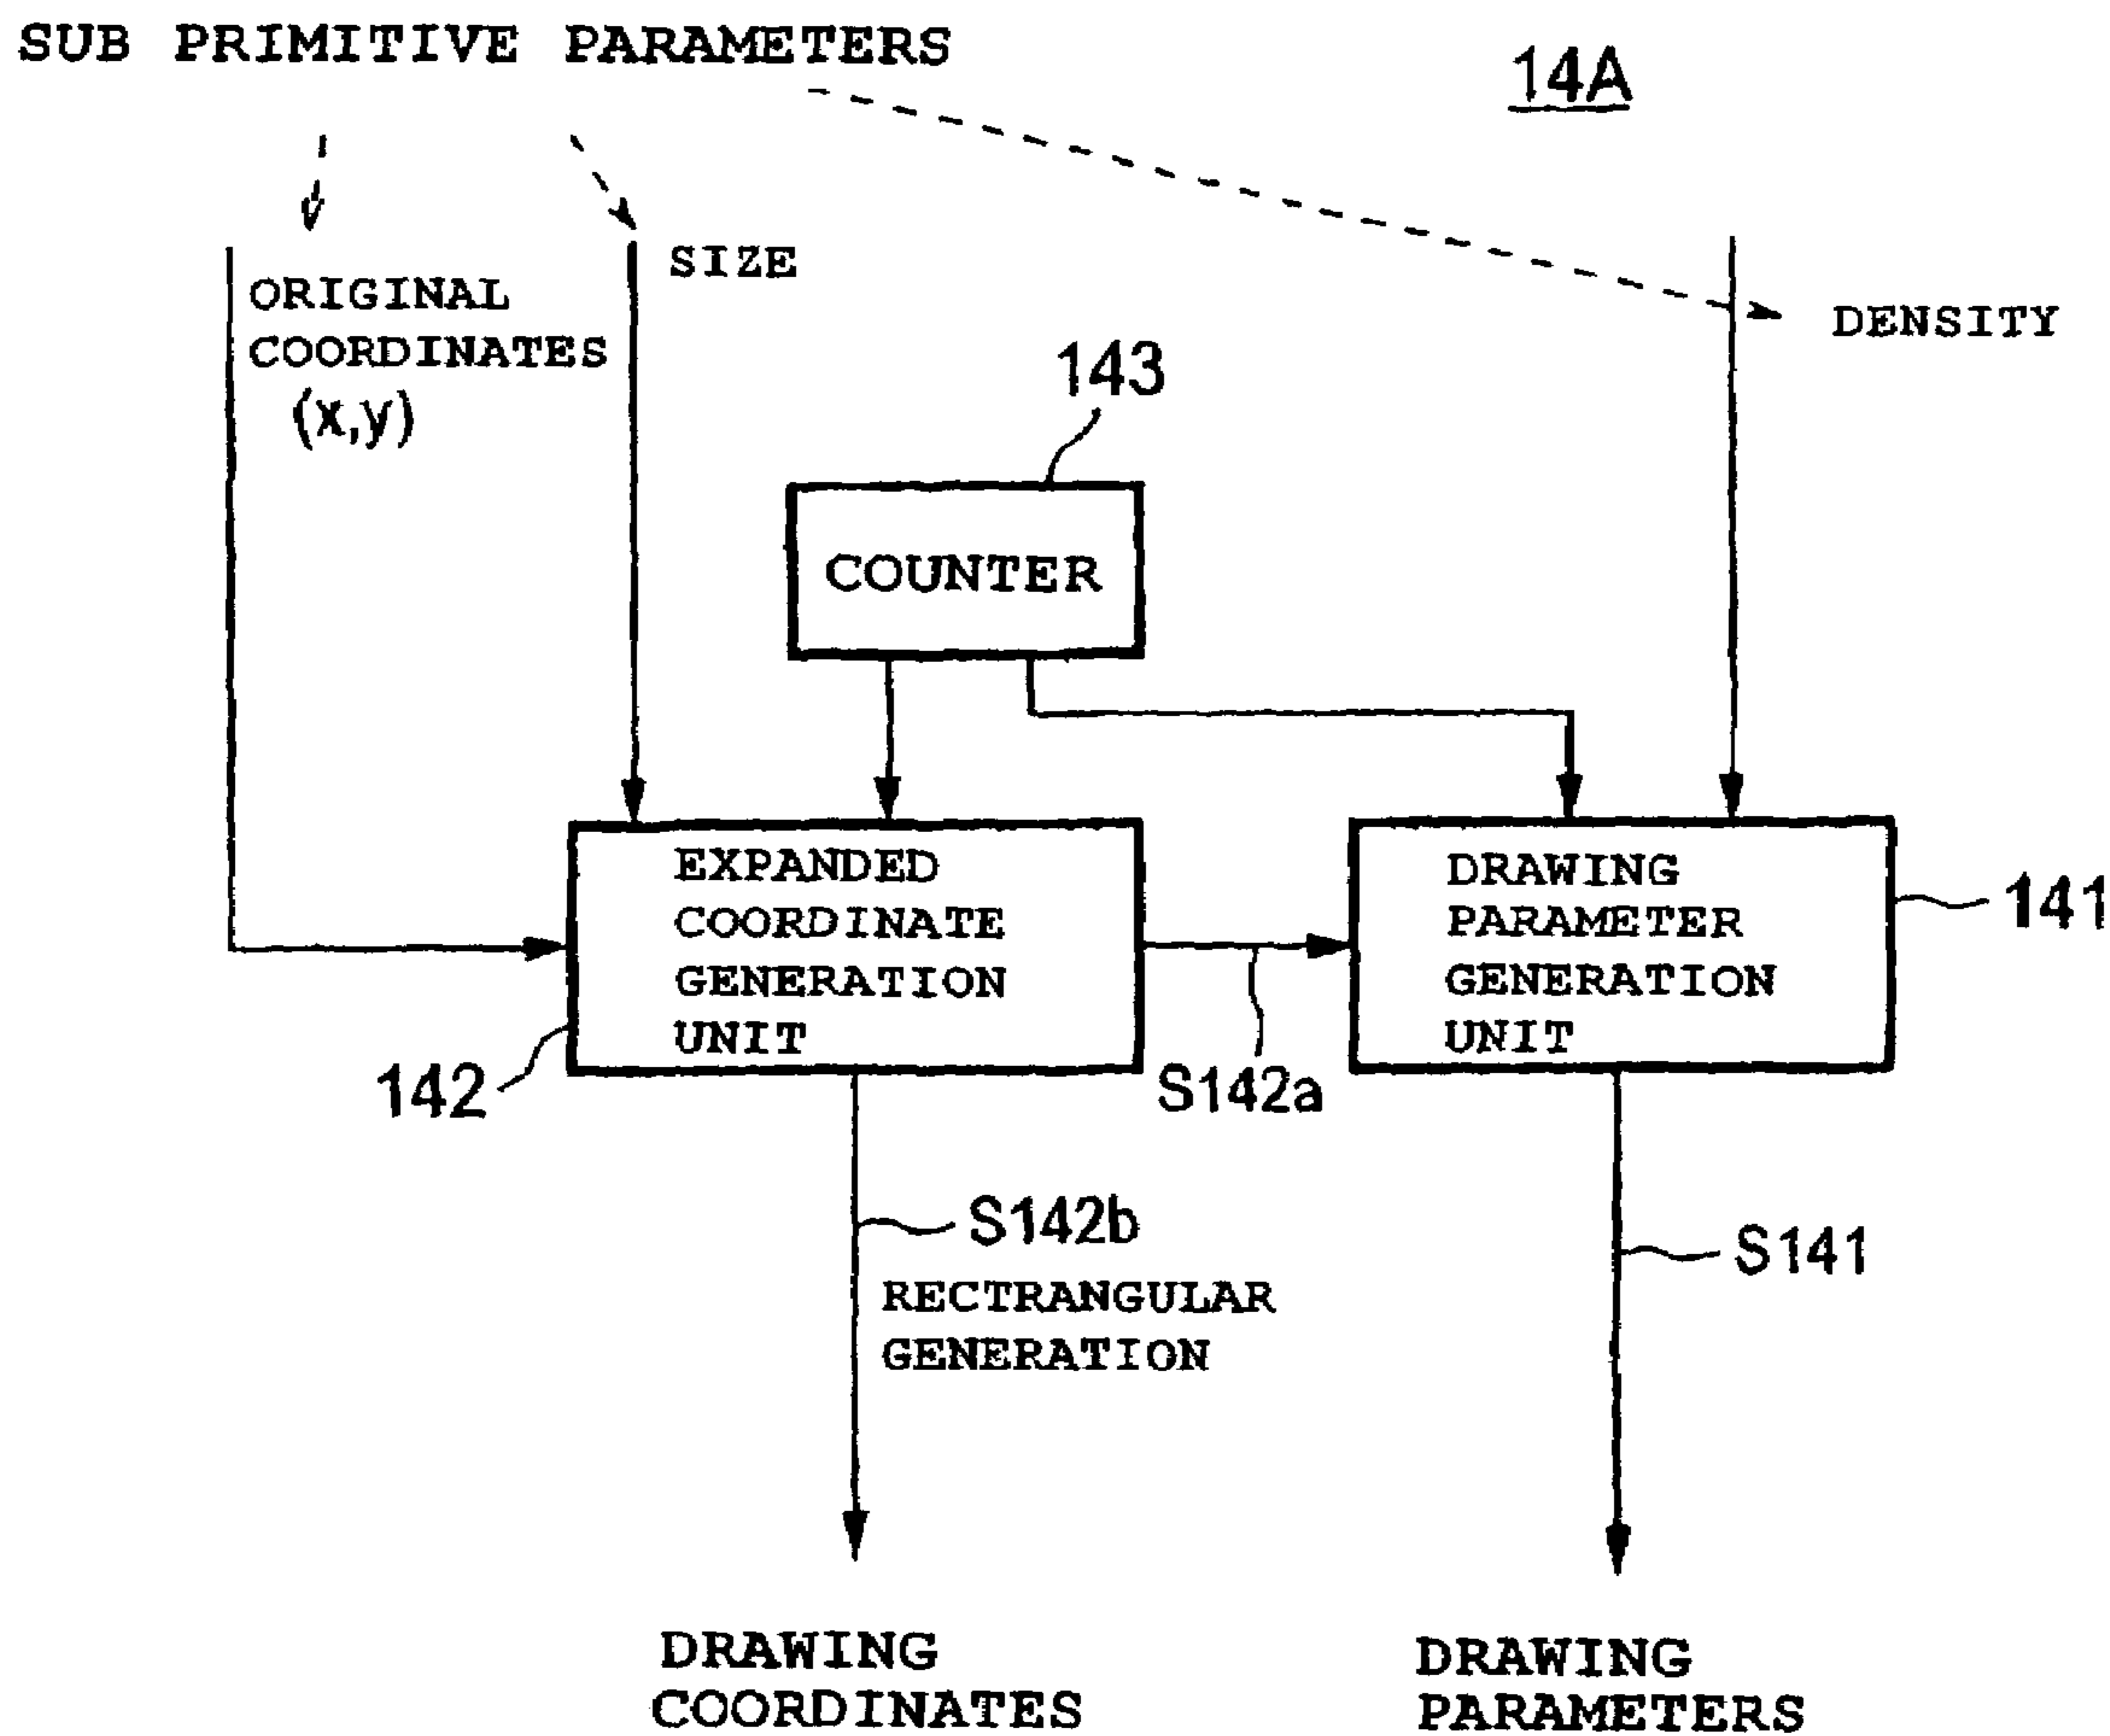 SUB PRIMITIVE PARAMETERS
14A
ORIGINAL
COORDINATES
(x,y)
SIZE
DENSITY
143
COUNTER
EXPANDED
COORDINATE
GENERATION
UNIT
142
DRAWING
PARAMETER
GENERATION
UNIT
141
S142a
S142b
RECTRANGULAR
GENERATION
S141
DRAWING
COORDINATES
DRAWING
PARAMETERS